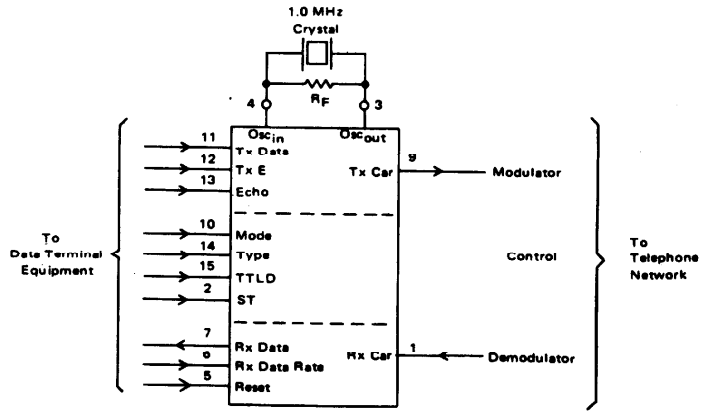 1.0 MHz
Crystal
RF
4
3
Oscin
Oscout
11
Tx Data
12
Tx E
13
Echo
9
Tx Car
Modulator
10
Mode
14
Type
15
TTLD
2
ST
Control
7
Rx Data
6
Rx Data Rate
5
Reset
Rx Car
1
Demodulator
To
Data Terminal
Equipment
To
Telephone
Network